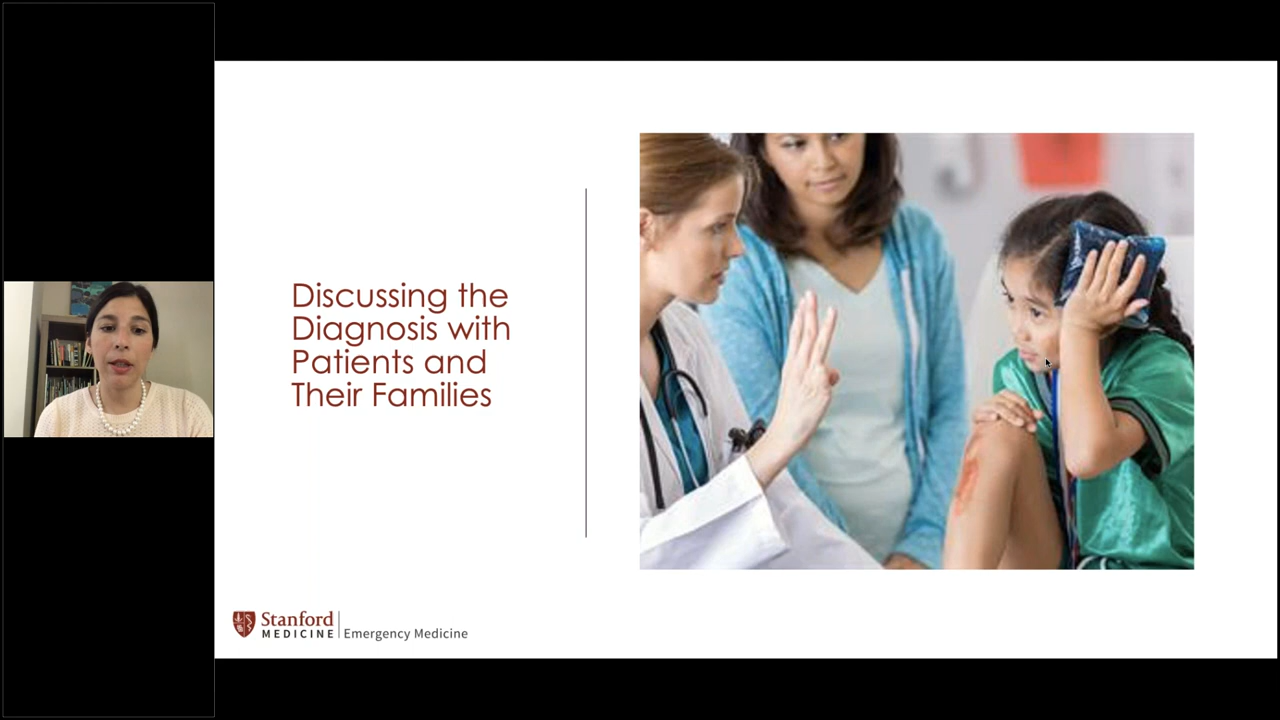 Discussing the
Diagnosis with
Patients and
Their Families
Stanford
MEDICINE
Emergency Medicine